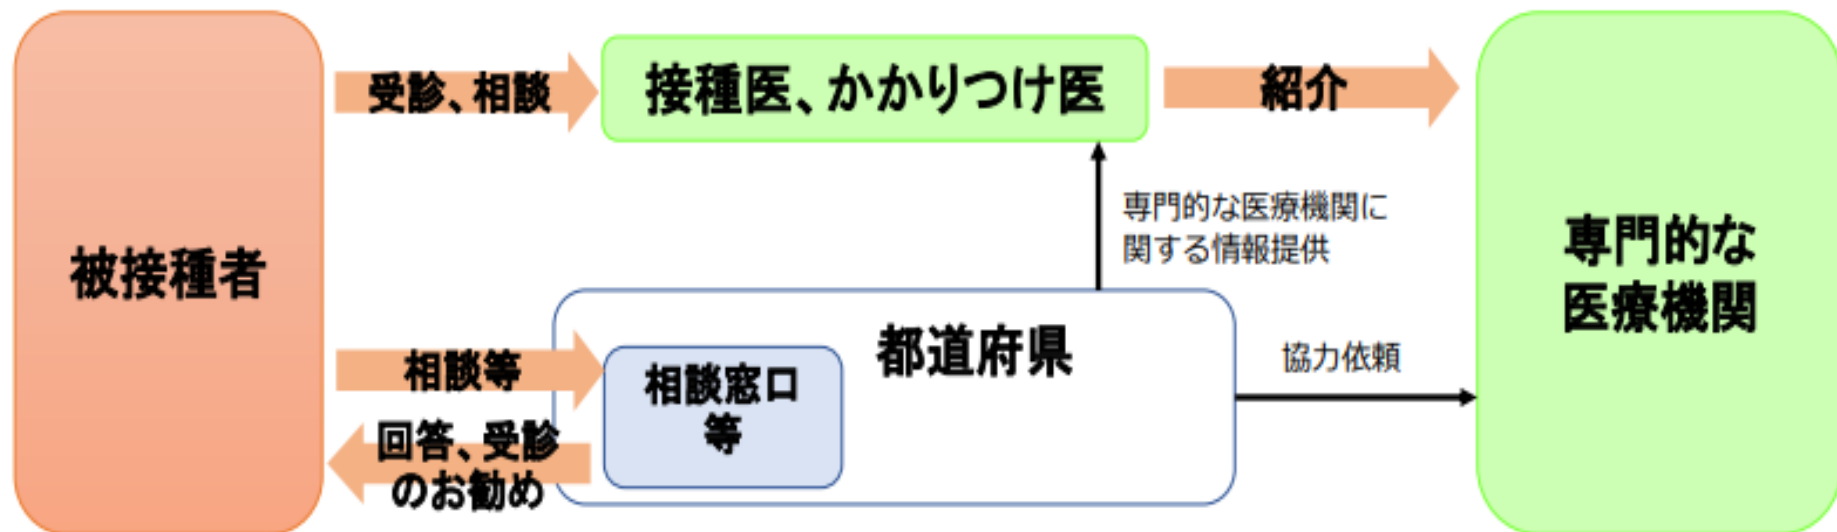 受診、相談
接種医、かかりつけ医
紹介
専門的な医療機関に
関する情報提供
被接種者
専門的な
医療機関
都道府県
相談等
相談窓口
等
協力依頼
回答、受診
のお勧め